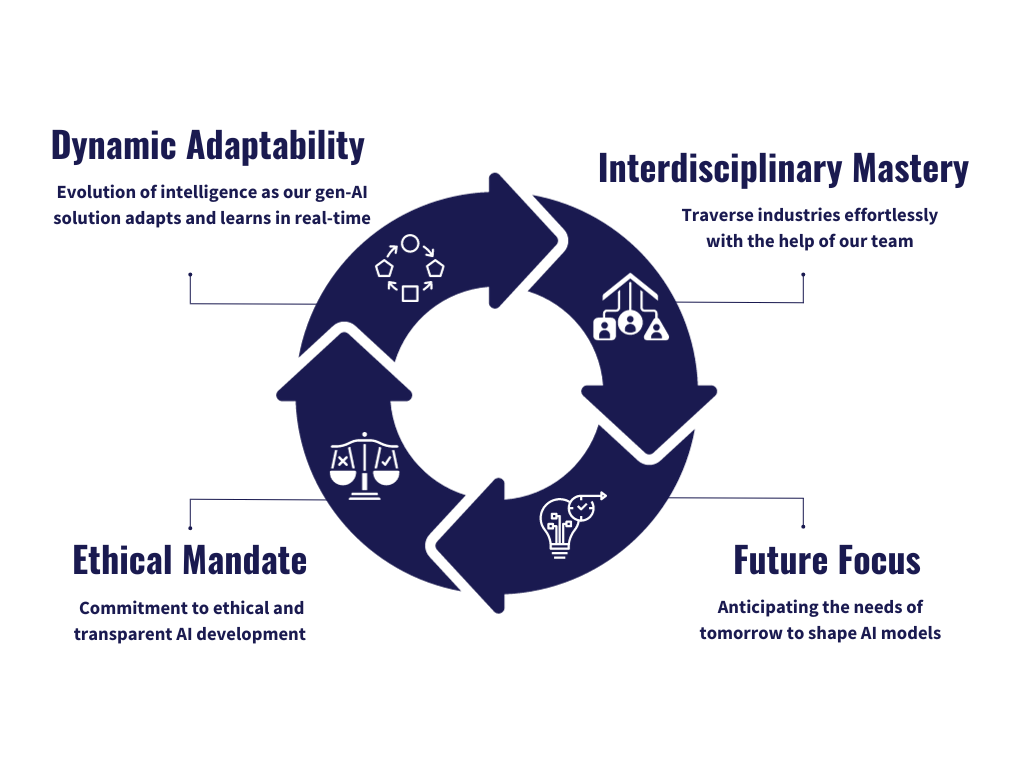 Dynamic Adaptability
Evolution of intelligence as our gen-AI
solution adapts and learns in real-time
Interdisciplinary Mastery
Traverse industries effortlessly
with the help of our team
Ethical Mandate
Commitment to ethical and
transparent AI development
Future Focus
Anticipating the needs of
tomorrow to shape AI models